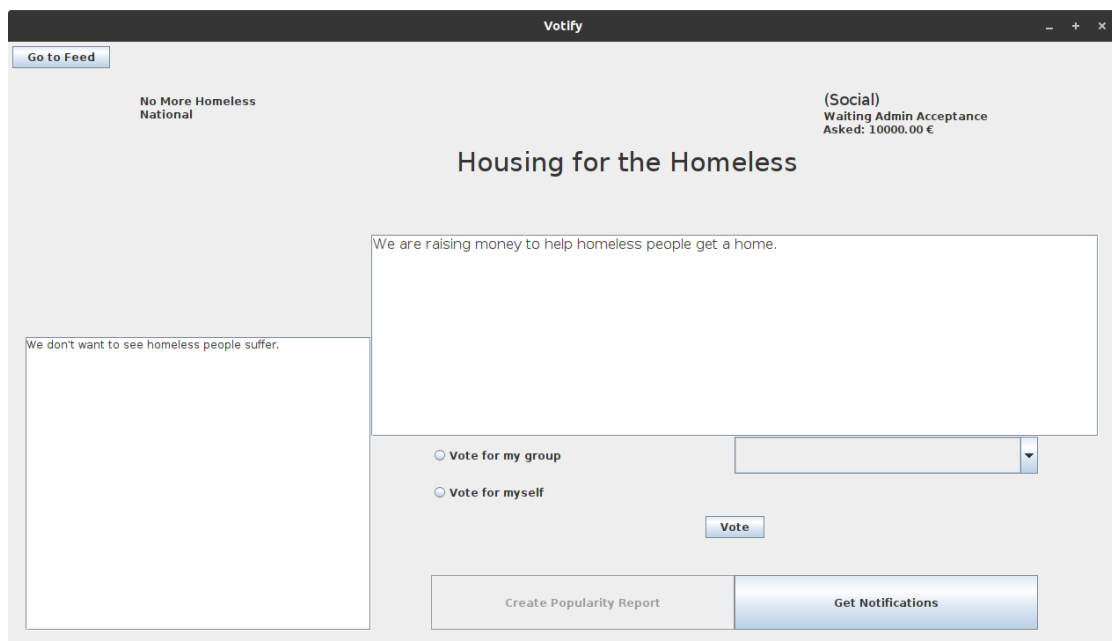 Votify
Go to Feed
No More Homeless
National
(Social)
Waiting Admin Acceptance
Asked: 10000.00 €
Housing for the Homeless
We are raising money to help homeless people get a home.
We don't want to see homeless people suffer.
Vote for my group
Vote for myself
Vote
Create Popularity Report
Get Notifications